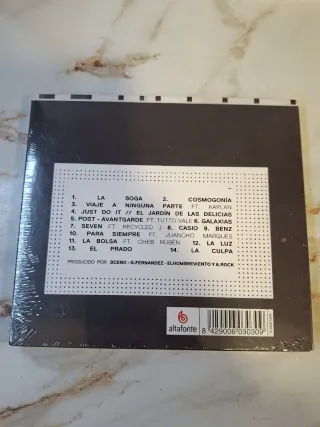 1. LA SOGA 2. COSMOGONÍA
3. VIAJE A NINGUNA PARTE FT. KAPLAN
4. JUST DO IT // EL JARDÍN DE LAS DELICIAS
5. POST - AVANTGARDE FT. TUTTO VALE 6. GALAXIAS
7. SEVEN FT. RECYCLED J 8. CASIO 9. BENZ
10. PARA SIEMPRE FT. JUANCHO MARQUÉS
11. LA BOLSA FT. CHEB RUBËN 12. LA LUZ
13. EL PRADO 14. LA CULPA
PRODUCIDO POR SCENO · G.FERNANDEZ · ELHOMBREVIENTO Y A.ROCK
altafonte
8 429006 030309